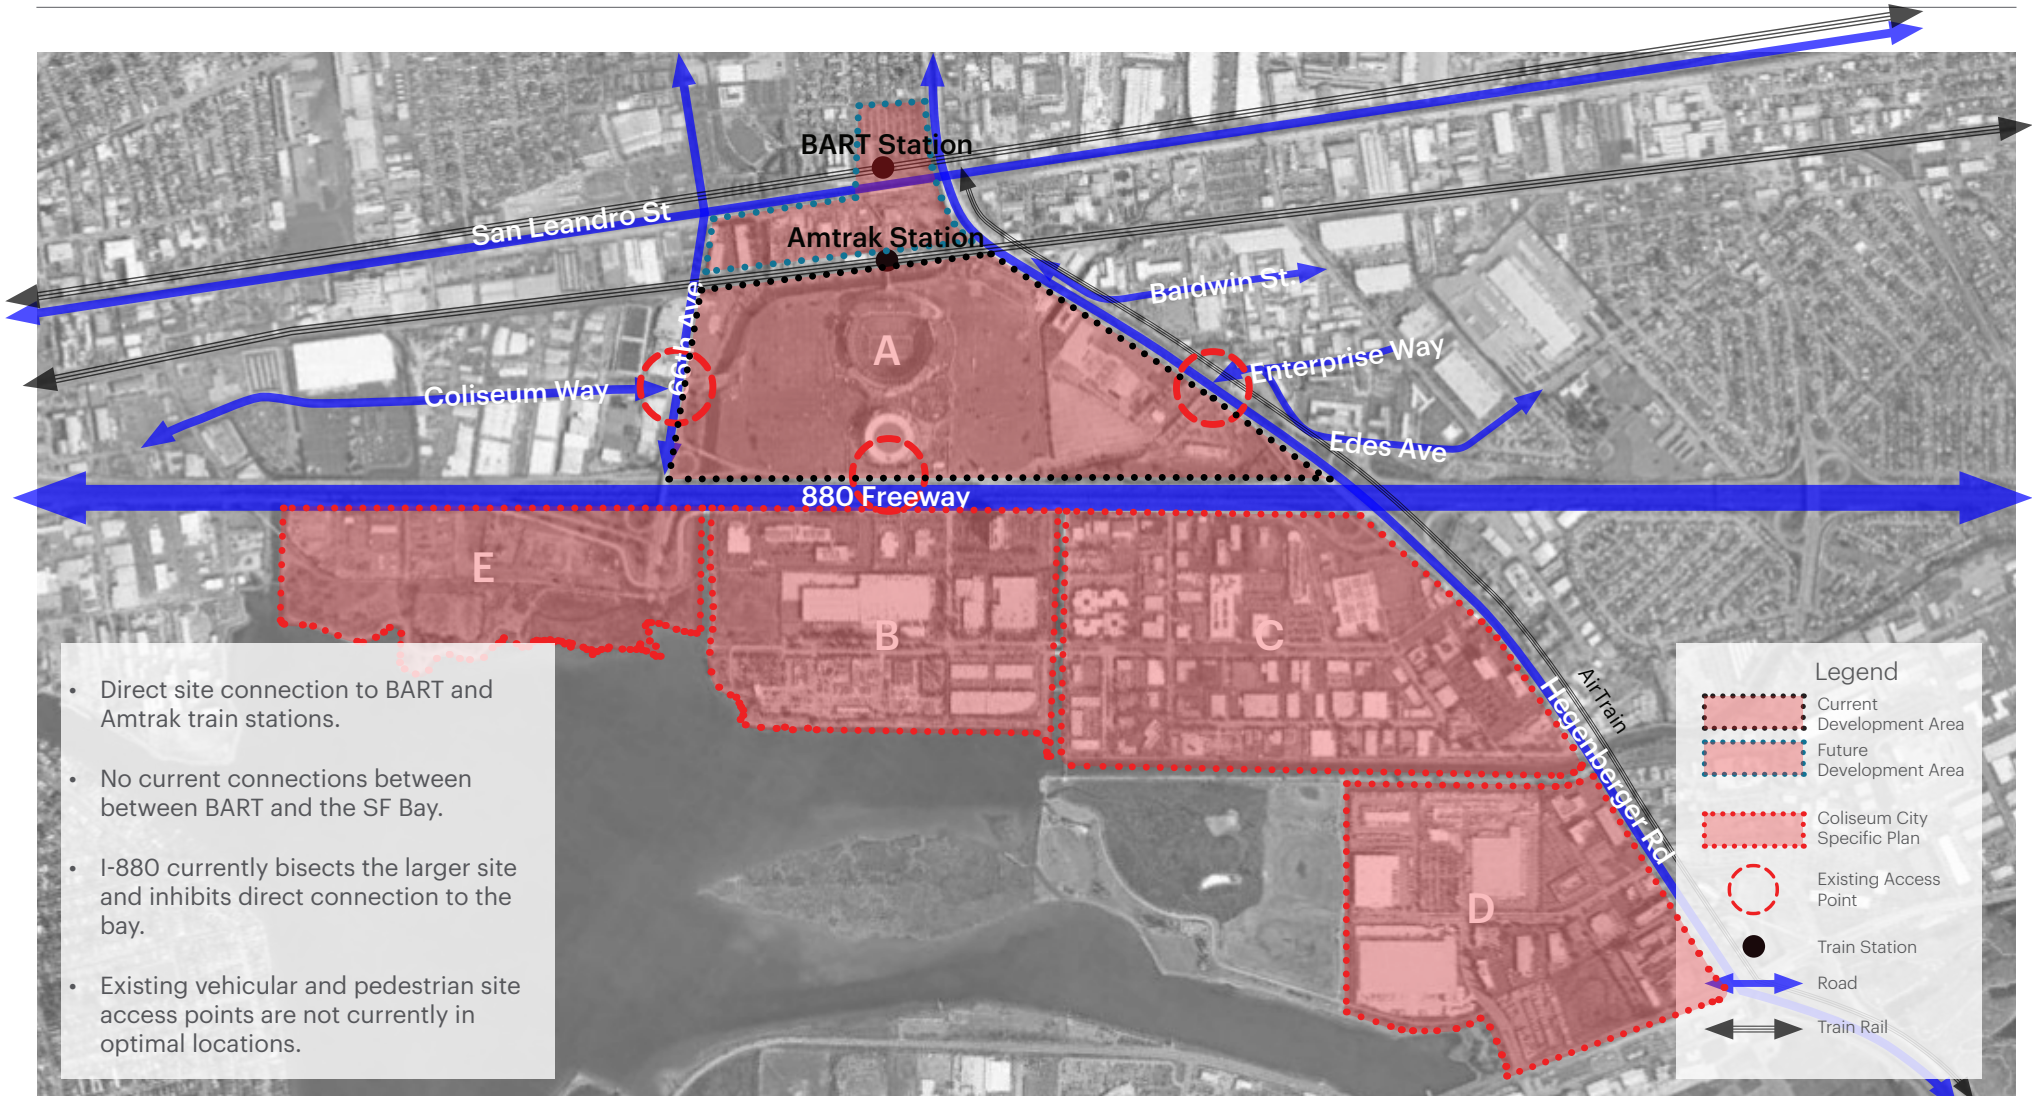 BART Station
San Leandro St
Amtrak Station
66th Ave
Baldwin St.
Enterprise Way
Coliseum Way
Edes Ave
A
880 Freeway
E
B
C
D
AirTrain
Hegenberger Rd
• Direct site connection to BART and
Amtrak train stations.
• No current connections between
between BART and the SF Bay.
• I-880 currently bisects the larger site
and inhibits direct connection to the
bay.
• Existing vehicular and pedestrian site
access points are not currently in
optimal locations.
Legend
Current
Development Area
Future
Development Area
Coliseum City
Specific Plan
Existing Access
Point
Train Station
Road
Train Rail